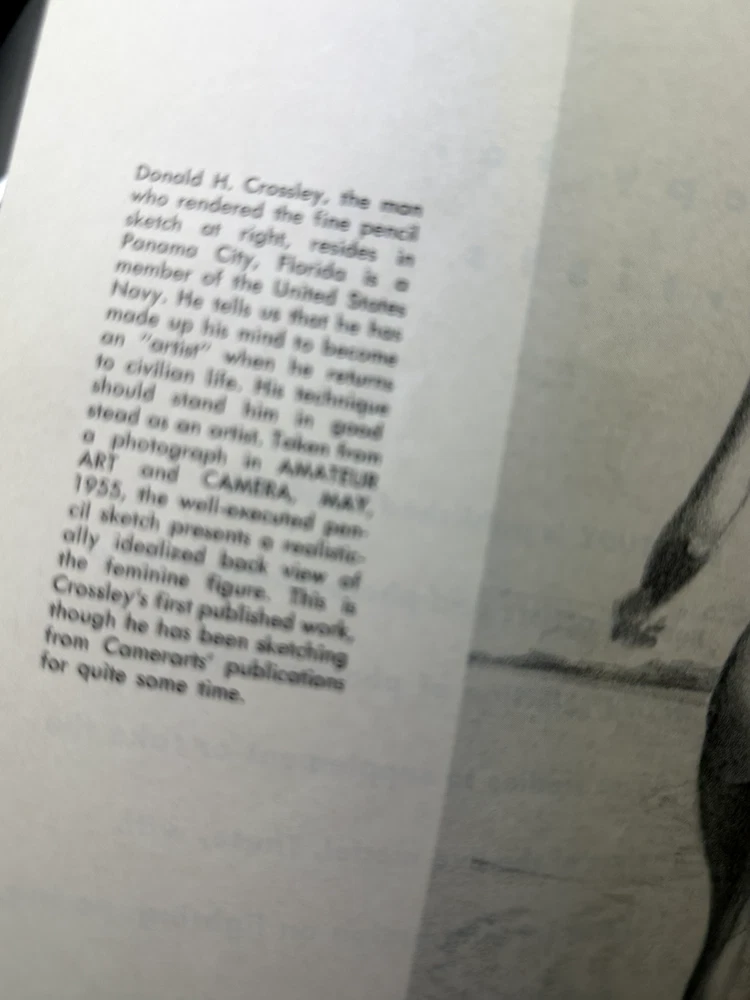 Donald H. Crossley, the man
who rendered the fine pencil
sketch at right, resides in
Panama City, Florida is a
member of the United States
Navy. He tells us that he has
made up his mind to become
an "artist" when he returns
to civilian life. His technique
should stand him in good
stead as an artist. Taken from
a photograph in AMATEUR
ART and CAMERA, MAY,
1955, the well-executed pen-
cil sketch presents a realistic-
ally idealized back view of
the feminine figure. This is
Crossley's first published work,
though he has been sketching
from Camerarts' publications
for quite some time.